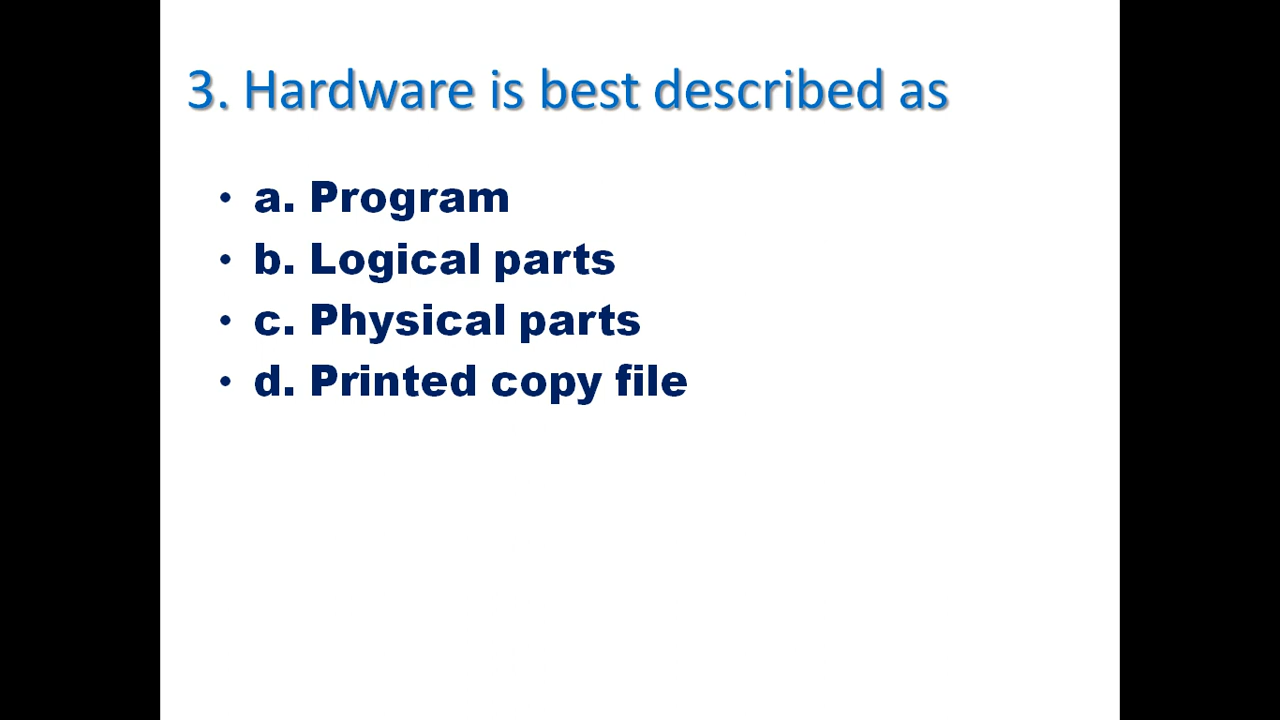 3. Hardware is best described as
• a. Program
• b. Logical parts
• c. Physical parts
• d. Printed copy file